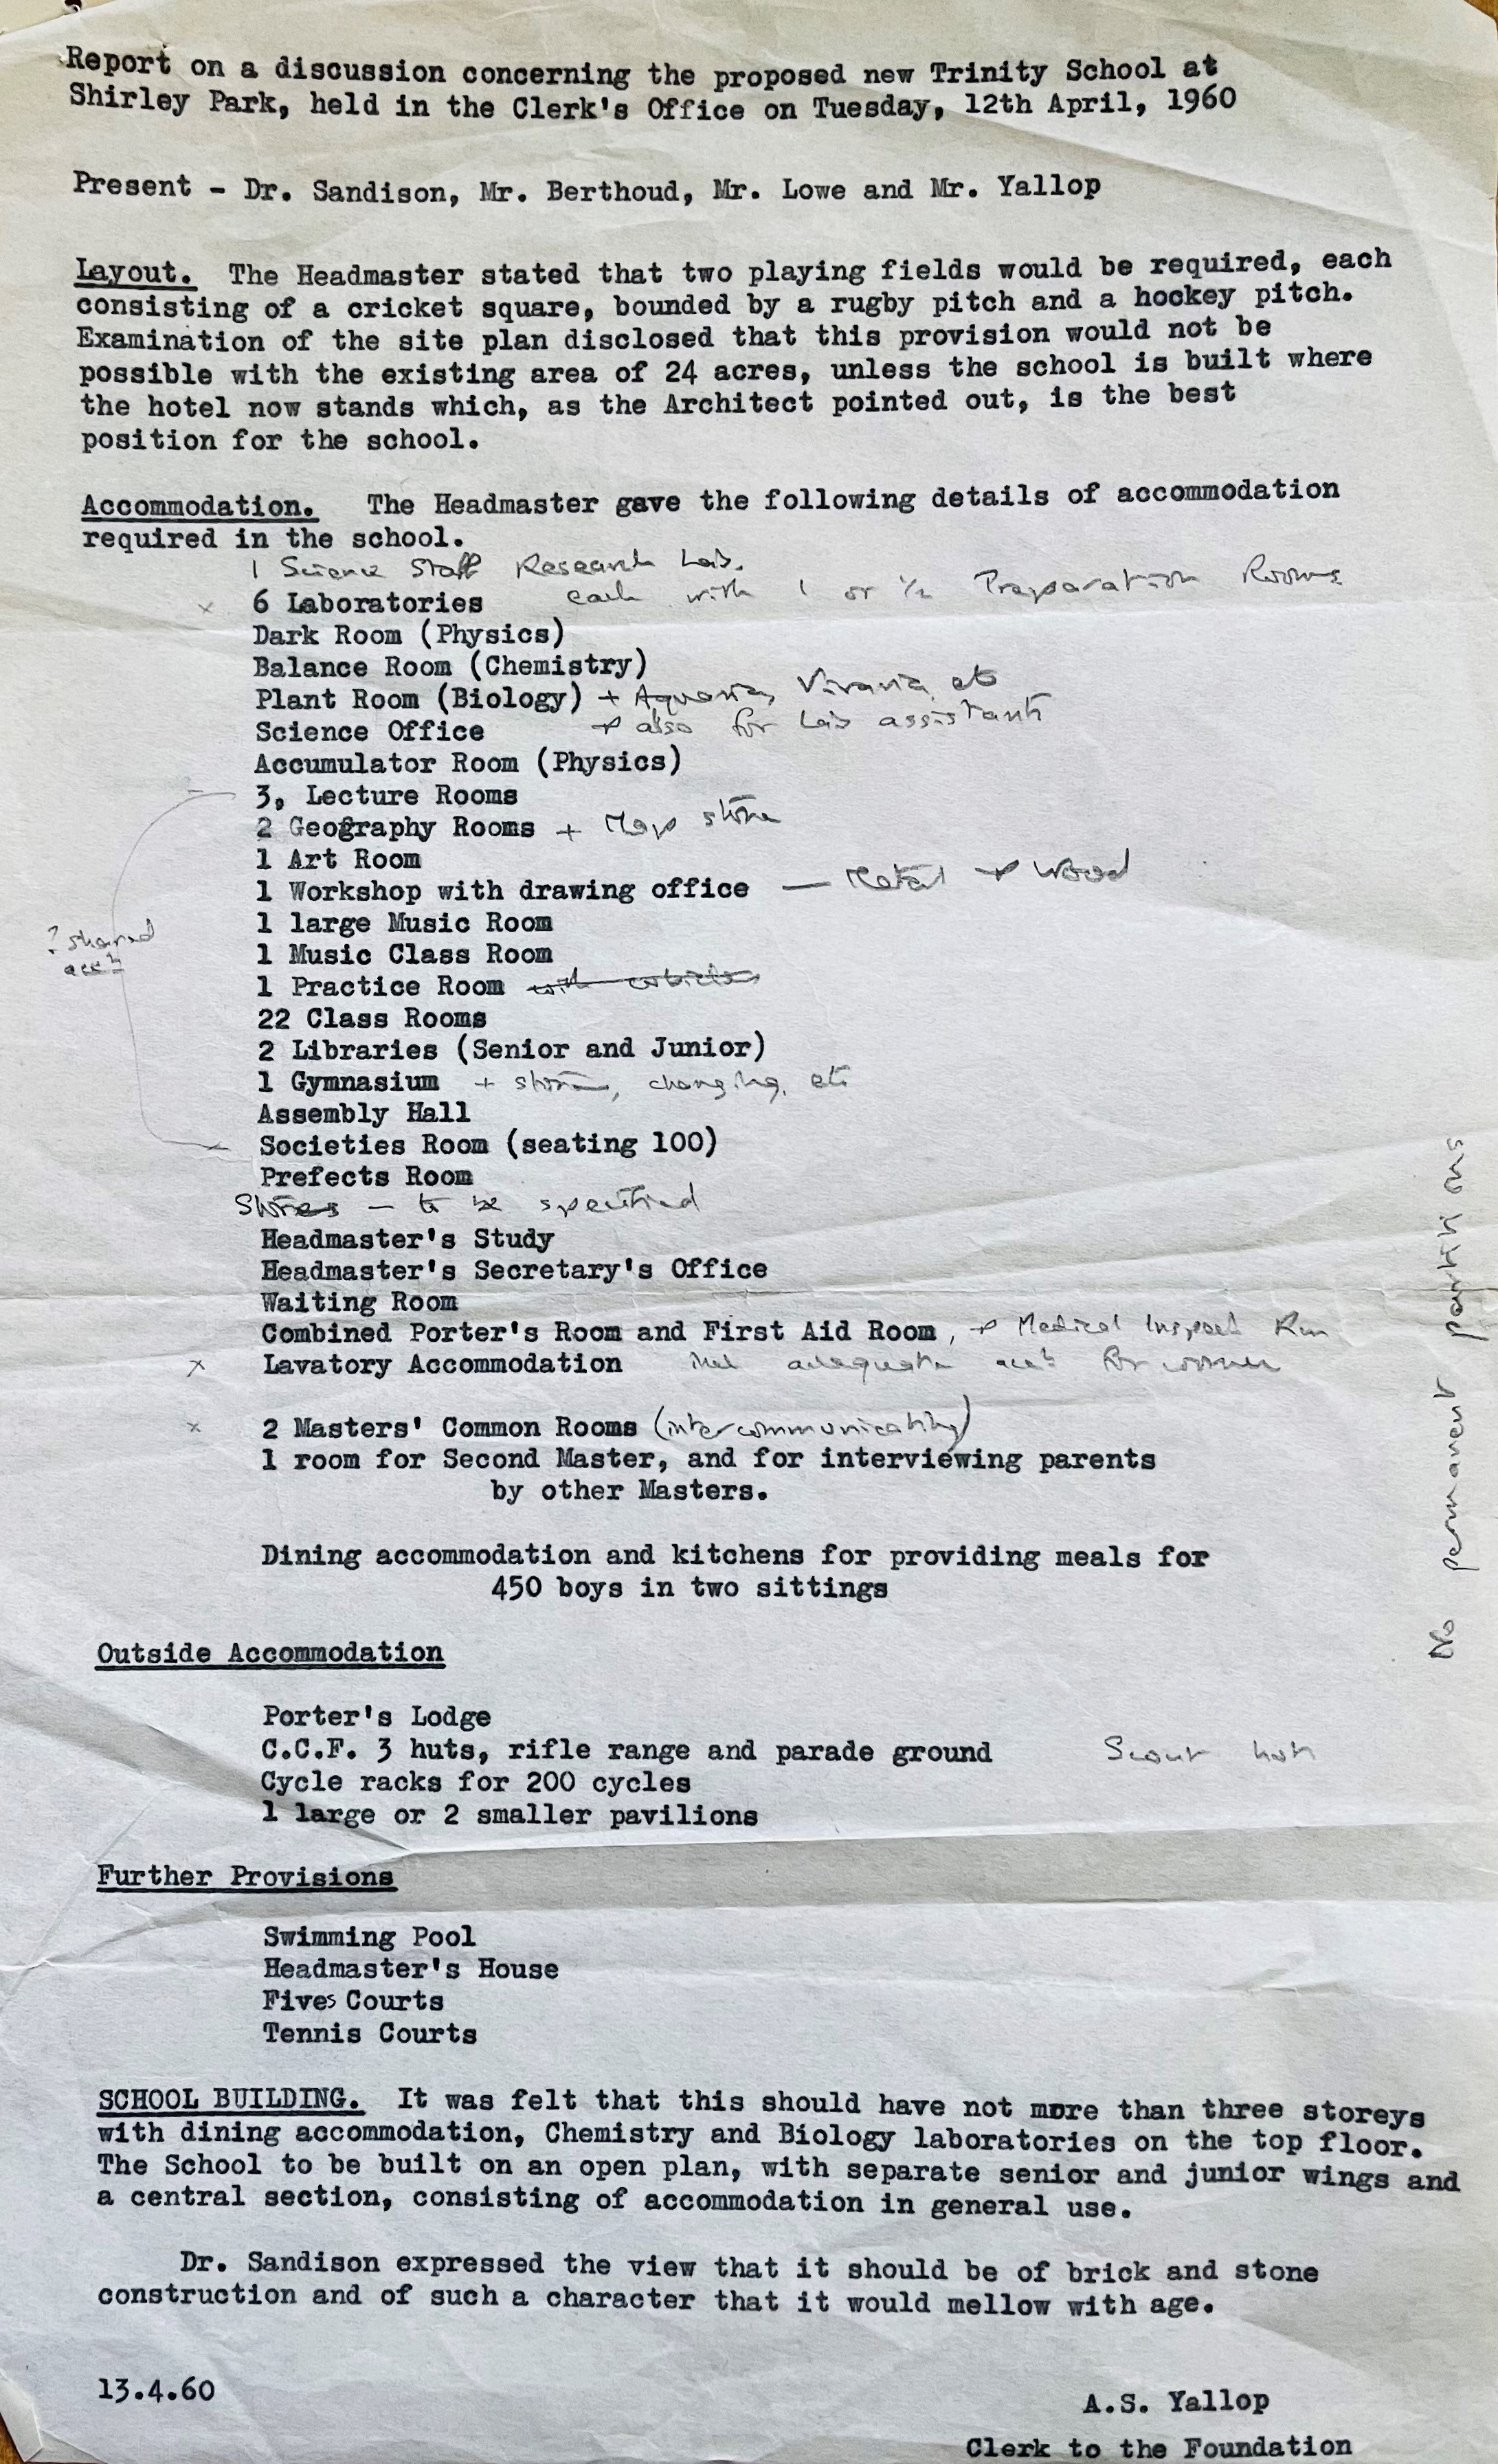 Report on a discussion concerning the proposed new Trinity School at
Shirley Park, held in the Clerk's Office on Tuesday, 12th April, 1960
Present - Dr. Sandison, Mr. Berthoud, Mr. Lowe and Mr. Yallop
Layout. The Headmaster stated that two playing fields would be required, each
consisting of a cricket square, bounded by a rugby pitch and a hockey pitch.
Examination of the site plan disclosed that this provision would not be
possible with the existing area of 24 acres, unless the school is built where
the hotel now stands which, as the Architect pointed out, is the best
position for the school.
Accommodation. The Headmaster gave the following details of accommodation
required in the school.
1 Science Staff Research Lab.
x 6 Laboratories each with 1 or ½ Preparation Rooms
Dark Room (Physics)
Balance Room (Chemistry)
Plant Room (Biology) + Aquaria, Vivaria, etc
Science Office + also for Lab assistants
Accumulator Room (Physics)
3, Lecture Rooms
2 Geography Rooms + Map store
1 Art Room
1 Workshop with drawing office — Metal + Wood
1 large Music Room
? shared
1 Music Class Room
1 Practice Room with cubicles
22 Class Rooms
2 Libraries (Senior and Junior)
1 Gymnasium + store, changing, etc
Assembly Hall
Societies Room (seating 100)
Prefects Room
Stores — to be specified
Headmaster's Study
Headmaster's Secretary's Office
Waiting Room
Combined Porter's Room and First Aid Room, + Medical Inspect Rm
x Lavatory Accommodation incl adequate acctn for women
x 2 Masters' Common Rooms (intercommunicating)
1 room for Second Master, and for interviewing parents
by other Masters.
No permanent partitions
Dining accommodation and kitchens for providing meals for
450 boys in two sittings
Outside Accommodation
Porter's Lodge
C.C.F. 3 huts, rifle range and parade ground Scout hut
Cycle racks for 200 cycles
1 large or 2 smaller pavilions
Further Provisions
Swimming Pool
Headmaster's House
Fives Courts
Tennis Courts
SCHOOL BUILDING. It was felt that this should have not more than three storeys
with dining accommodation, Chemistry and Biology laboratories on the top floor.
The School to be built on an open plan, with separate senior and junior wings and
a central section, consisting of accommodation in general use.
Dr. Sandison expressed the view that it should be of brick and stone
construction and of such a character that it would mellow with age.
13.4.60
A.S. Yallop
Clerk to the Foundation